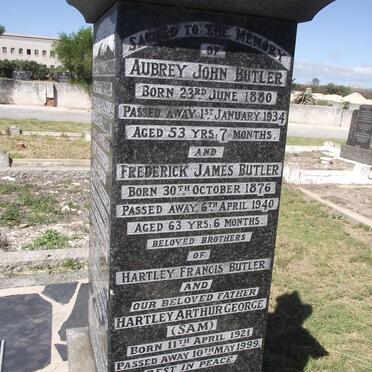 SACRED TO THE MEMORY
OF
AUBREY JOHN BUTLER
BORN 23RD JUNE 1880
PASSED AWAY 1ST JANUARY 1934
AGED 53 YRS. 7 MONTHS.
AND
FREDERICK JAMES BUTLER
BORN 30TH OCTOBER 1876
PASSED AWAY 6TH APRIL 1940
AGED 63 YRS. 6 MONTHS.
BELOVED BROTHERS
OF
HARTLEY FRANCIS BUTLER
AND
OUR BELOVED FATHER
HARTLEY ARTHUR GEORGE
(SAM)
BORN 11TH APRIL 1921
PASSED AWAY 10TH MAY 1999.
REST IN PEACE.